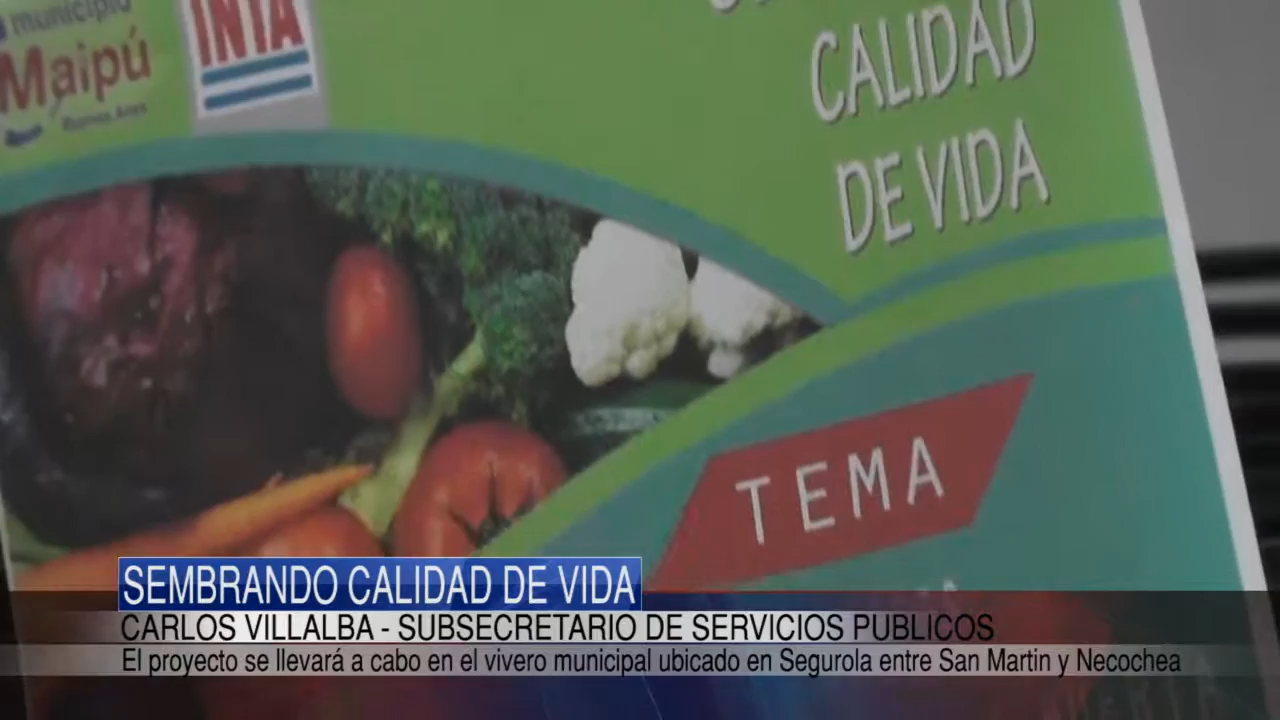 municipio
Maipú
Buenos Aires
INTA
CALIDAD
DE VIDA
TEMA
SEMBRANDO CALIDAD DE VIDA
CARLOS VILLALBA - SUBSECRETARIO DE SERVICIOS PUBLICOS
El proyecto se llevará a cabo en el vivero municipal ubicado en Segurola entre San Martin y Necochea